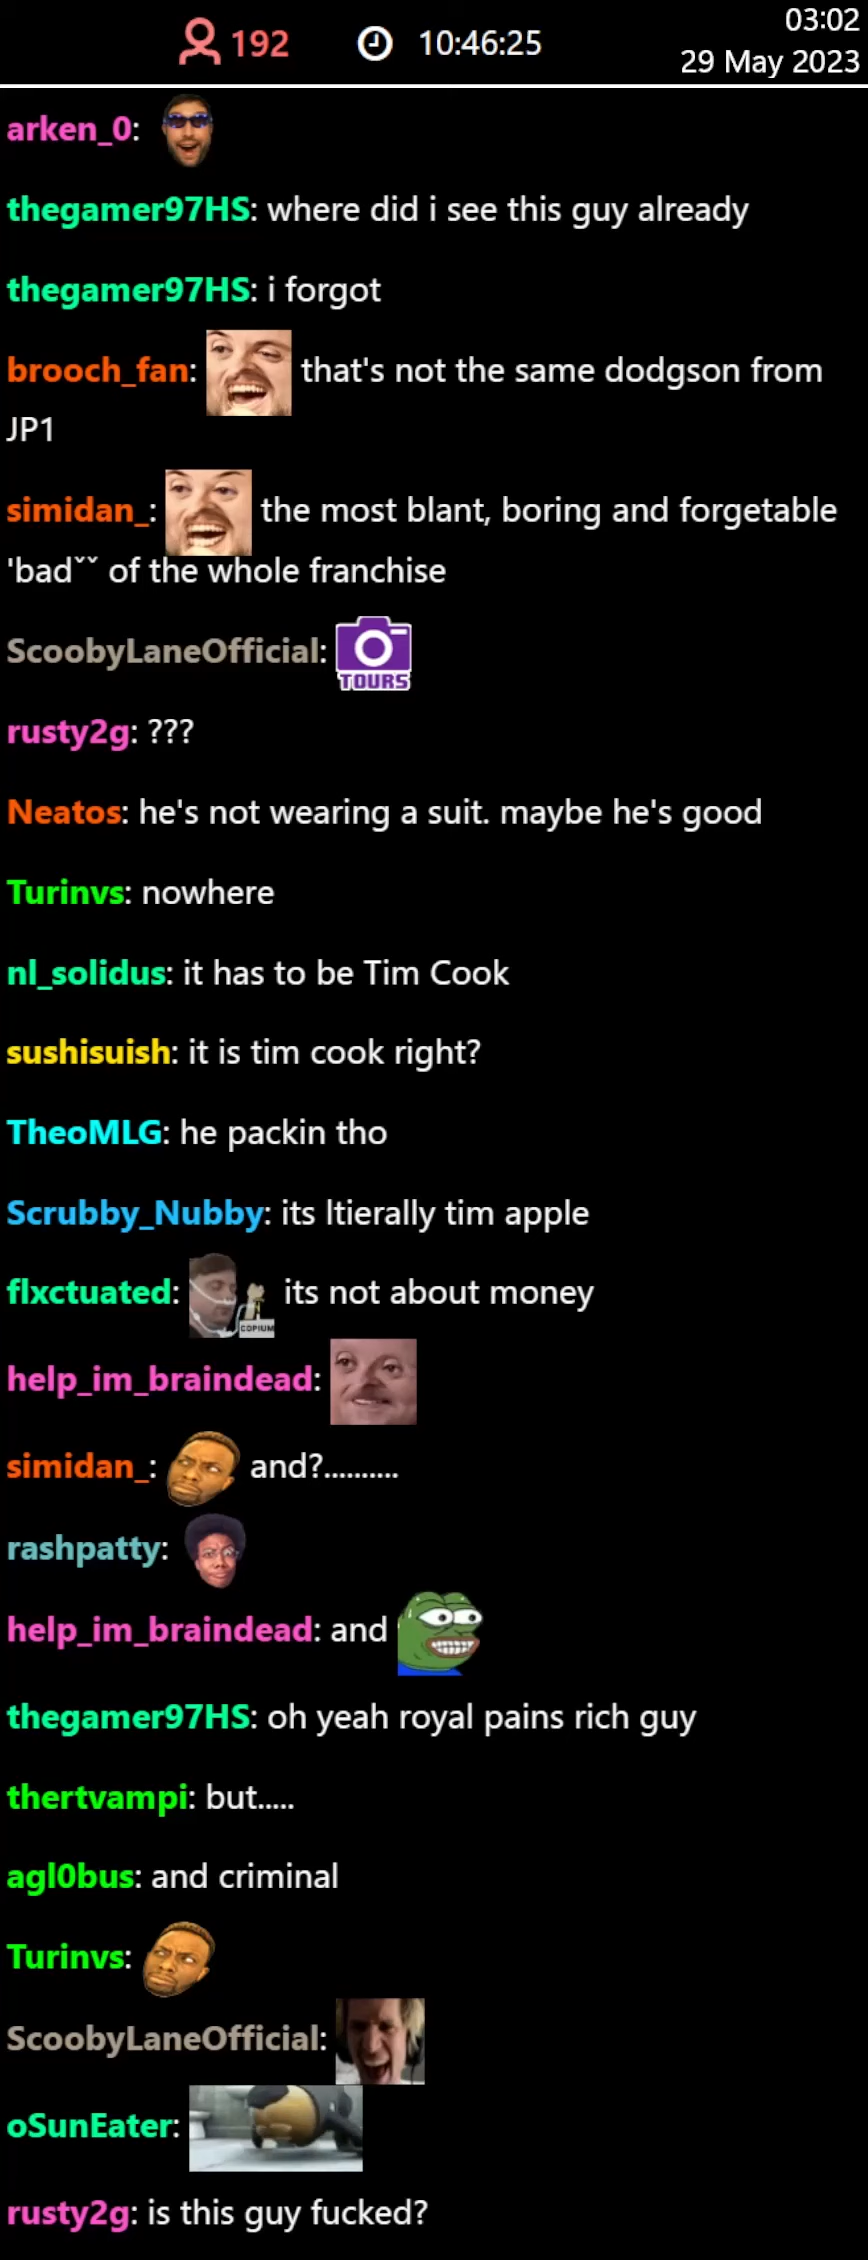 192 10:46:25 03:02
29 May 2023
arken_0:
thegamer97HS: where did i see this guy already
thegamer97HS: i forgot
brooch_fan: that's not the same dodgson from
JP1
simidan_: the most blant, boring and forgetable
'badˇˇ of the whole franchise
ScoobyLaneOfficial: TOURS
rusty2g: ???
Neatos: he's not wearing a suit. maybe he's good
Turinvs: nowhere
nl_solidus: it has to be Tim Cook
sushisuish: it is tim cook right?
TheoMLG: he packin tho
Scrubby_Nubby: its ltierally tim apple
flxctuated: COPIUM its not about money
help_im_braindead:
simidan_: and?..........
rashpatty:
help_im_braindead: and
thegamer97HS: oh yeah royal pains rich guy
thertvampi: but.....
agl0bus: and criminal
Turinvs:
ScoobyLaneOfficial:
oSunEater:
rusty2g: is this guy fucked?